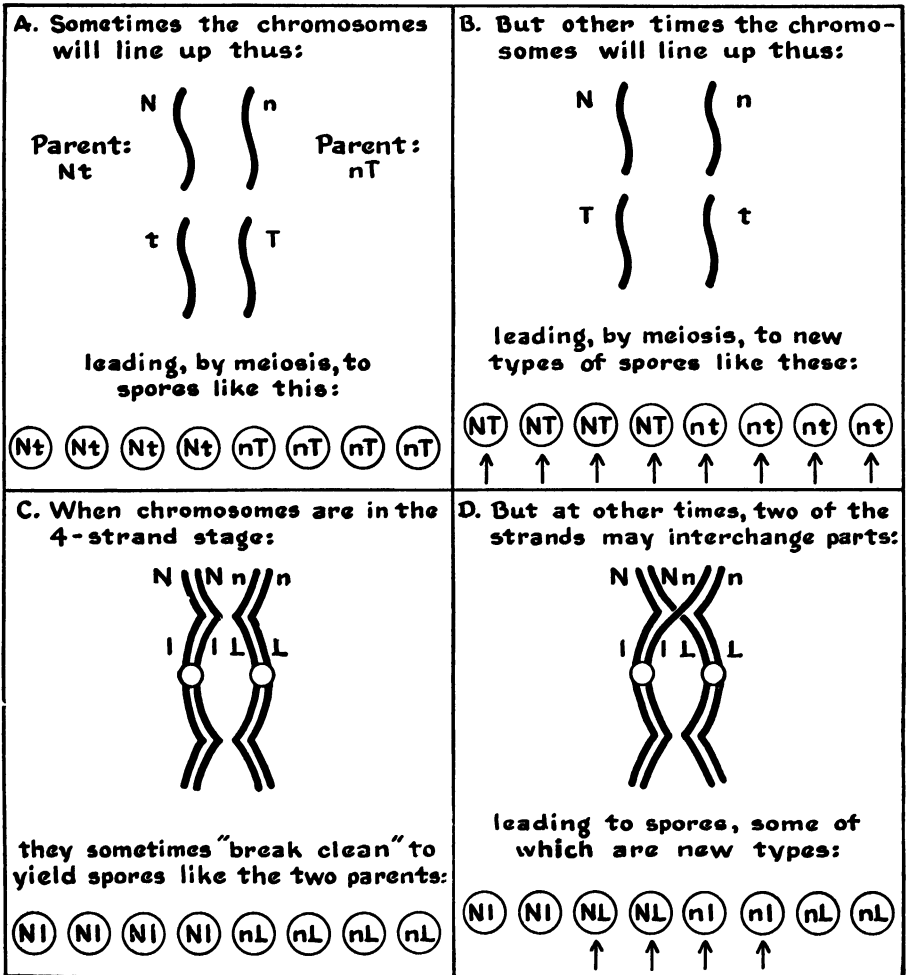 A. Sometimes the chromosomes
will line up thus:
N n
Parent:
Nt
Parent:
nT
t T
leading, by meiosis, to
spores like this:
Nt Nt Nt Nt nT nT nT nT
B. But other times the chromo-
somes will line up thus:
N n
T t
leading, by meiosis, to new
types of spores like these:
NT NT NT NT nt nt nt nt
C. When chromosomes are in the
4-strand stage:
N N n n
l l L L
they sometimes "break clean" to
yield spores like the two parents:
Nl Nl Nl Nl nL nL nL nL
D. But at other times, two of the
strands may interchange parts:
N N n n
l l L L
leading to spores, some of
which are new types:
Nl Nl NL NL nl nl nL nL